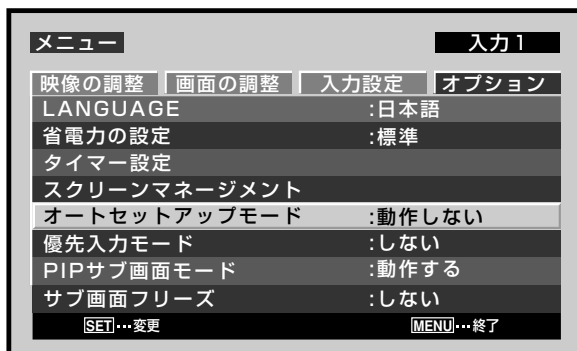 メニュー 入力1
映像の調整 画面の調整 入力設定 オプション
LANGUAGE :日本語
省電力の設定 :標準
タイマー設定
スクリーンマネージメント
オートセットアップモード :動作しない
優先入力モード :しない
PIPサブ画面モード :動作する
サブ画面フリーズ :しない
SET…変更 MENU…終了